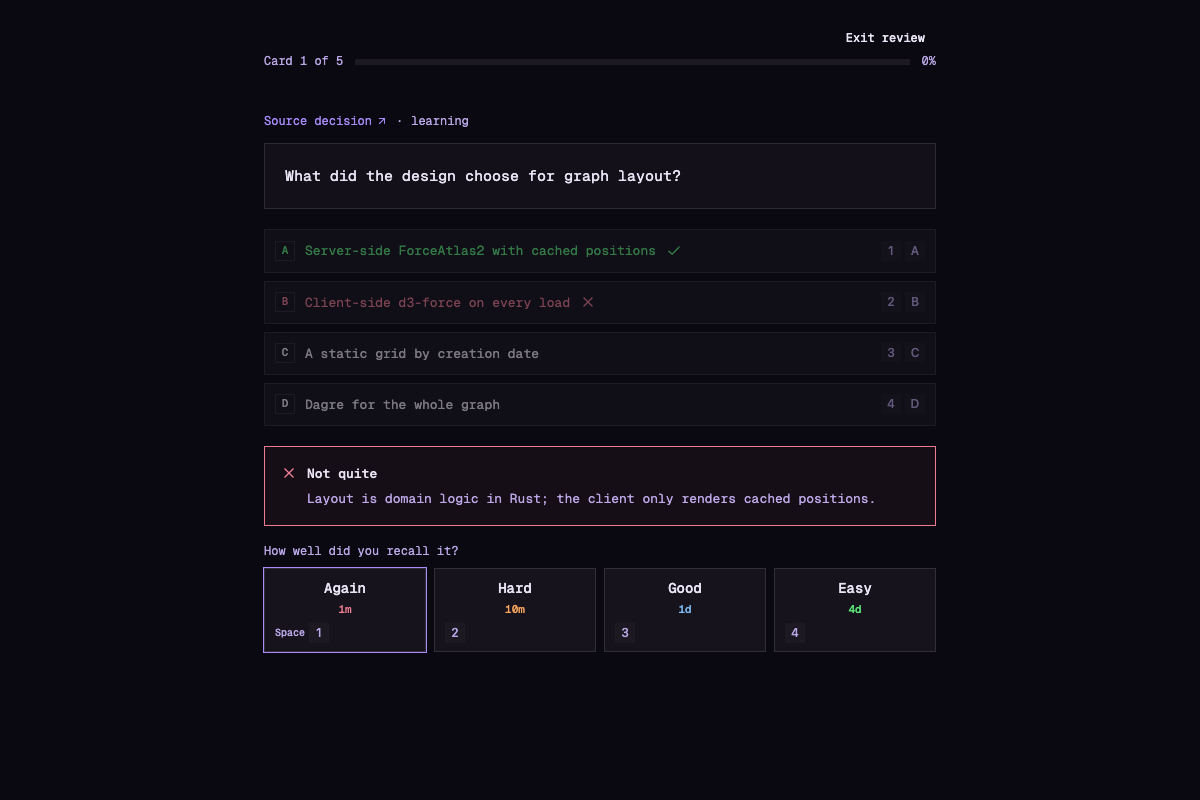 Exit review
Card 1 of 5 0%
Source decision ↗ · learning
What did the design choose for graph layout?
A Server-side ForceAtlas2 with cached positions ✓ 1 A
B Client-side d3-force on every load ✕ 2 B
C A static grid by creation date 3 C
D Dagre for the whole graph 4 D
✕ Not quite
Layout is domain logic in Rust; the client only renders cached positions.
How well did you recall it?
Again Hard Good Easy
1m 10m 1d 4d
Space 1 2 3 4